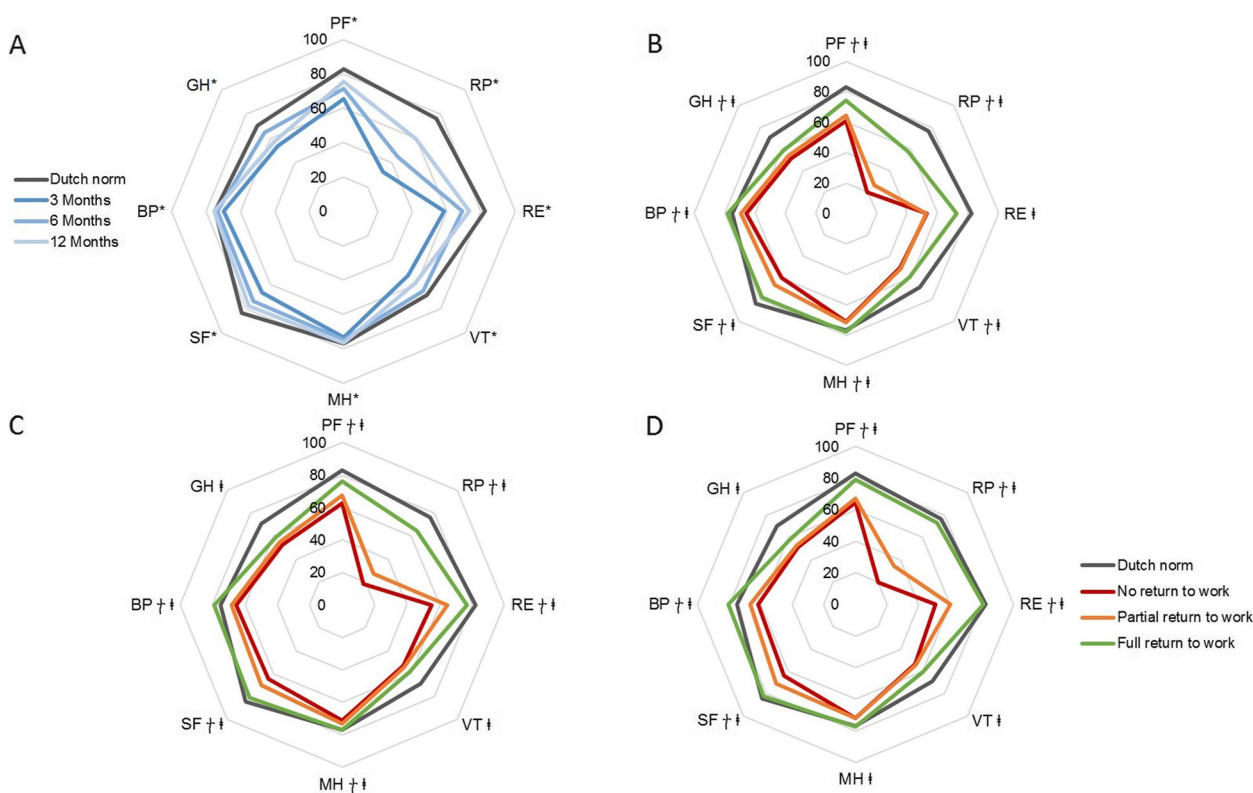 A
PF*
100
80
60
40
20
0
RP*
RE*
VT*
MH*
SF*
BP*
GH*
Dutch norm
3 Months
6 Months
12 Months
B
PF †ǂ
100
80
60
40
20
0
RP †ǂ
RE ǂ
VT †ǂ
MH †ǂ
SF †ǂ
BP †ǂ
GH †ǂ
C
PF †ǂ
100
80
60
40
20
0
RP †ǂ
RE †ǂ
VT ǂ
MH †ǂ
SF †ǂ
BP †ǂ
GH ǂ
D
PF †ǂ
100
80
60
40
20
0
RP †ǂ
RE †ǂ
VT ǂ
MH ǂ
SF †ǂ
BP †ǂ
GH ǂ
Dutch norm
No return to work
Partial return to work
Full return to work